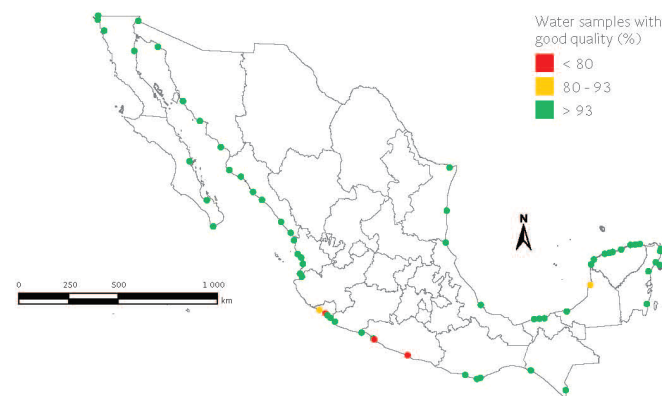 Water samples with
good quality (%)
< 80
80 - 93
> 93
N
0 250 500 1 000
km